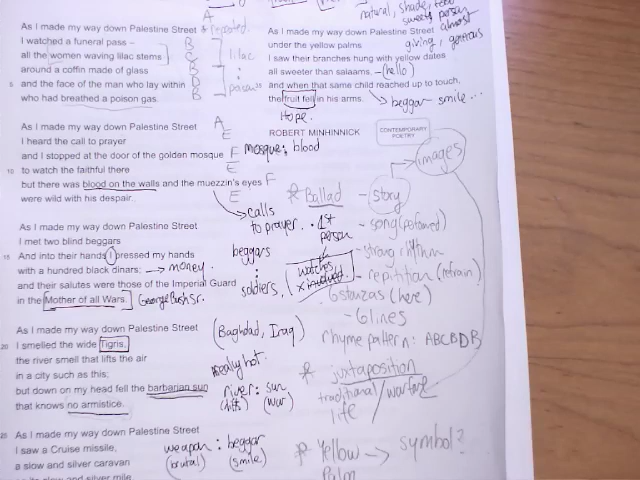 As I made my way down Palestine Street
I watched a funeral pass –
all the women waving lilac stems
around a coffin made of glass
5 and the face of the man who lay within
who had breathed a poison gas.
As I made my way down Palestine Street
I heard the call to prayer
and I stopped at the door of the golden mosque
10 to watch the faithful there
but there was blood on the walls and the muezzin's eyes
were wild with his despair.
As I made my way down Palestine Street
I met two blind beggars
15 And into their hands I pressed my hands
with a hundred black dinars;
and their salutes were those of the Imperial Guard
in the Mother of all Wars.
As I made my way down Palestine Street
20 I smelled the wide Tigris,
the river smell that lifts the air
in a city such as this;
but down on my head fell the barbarian sun
that knows no armistice.
25 As I made my way down Palestine Street
I saw a Cruise missile,
a slow and silver caravan
on its slow and silver mile
As I made my way down Palestine Street
under the yellow palms
I saw their branches hung with yellow dates
all sweeter than salaams,
and when that same child reached up to touch,
the fruit fell in his arms.
ROBERT MINHINNICK
CONTEMPORARY
POETRY
A
repeated.
B
C
B
D
B
lilac
:
poison
natural, shade,
sweets person
almost
giving, generous
(hello)
beggar smile...
Hope.
A
E
F mosque: blood
E
F
E
calls
to prayer.
money.
George Bush Sr.
beggars
:
soldiers
1st
person
watches,
x involved
* Ballad
- story
images
- song (performed)
- strong rhythm
- repitition (refrain)
6 stanzas (here)
- 6 lines
rhyme pattern: ABCBDB
(Baghdad, Iraq)
really hot.
river : sun
(life) (war)
* juxtaposition
traditional / warfare
life
weapon : beggar
(brutal) (smile)
* Yellow → symbol?
Palm